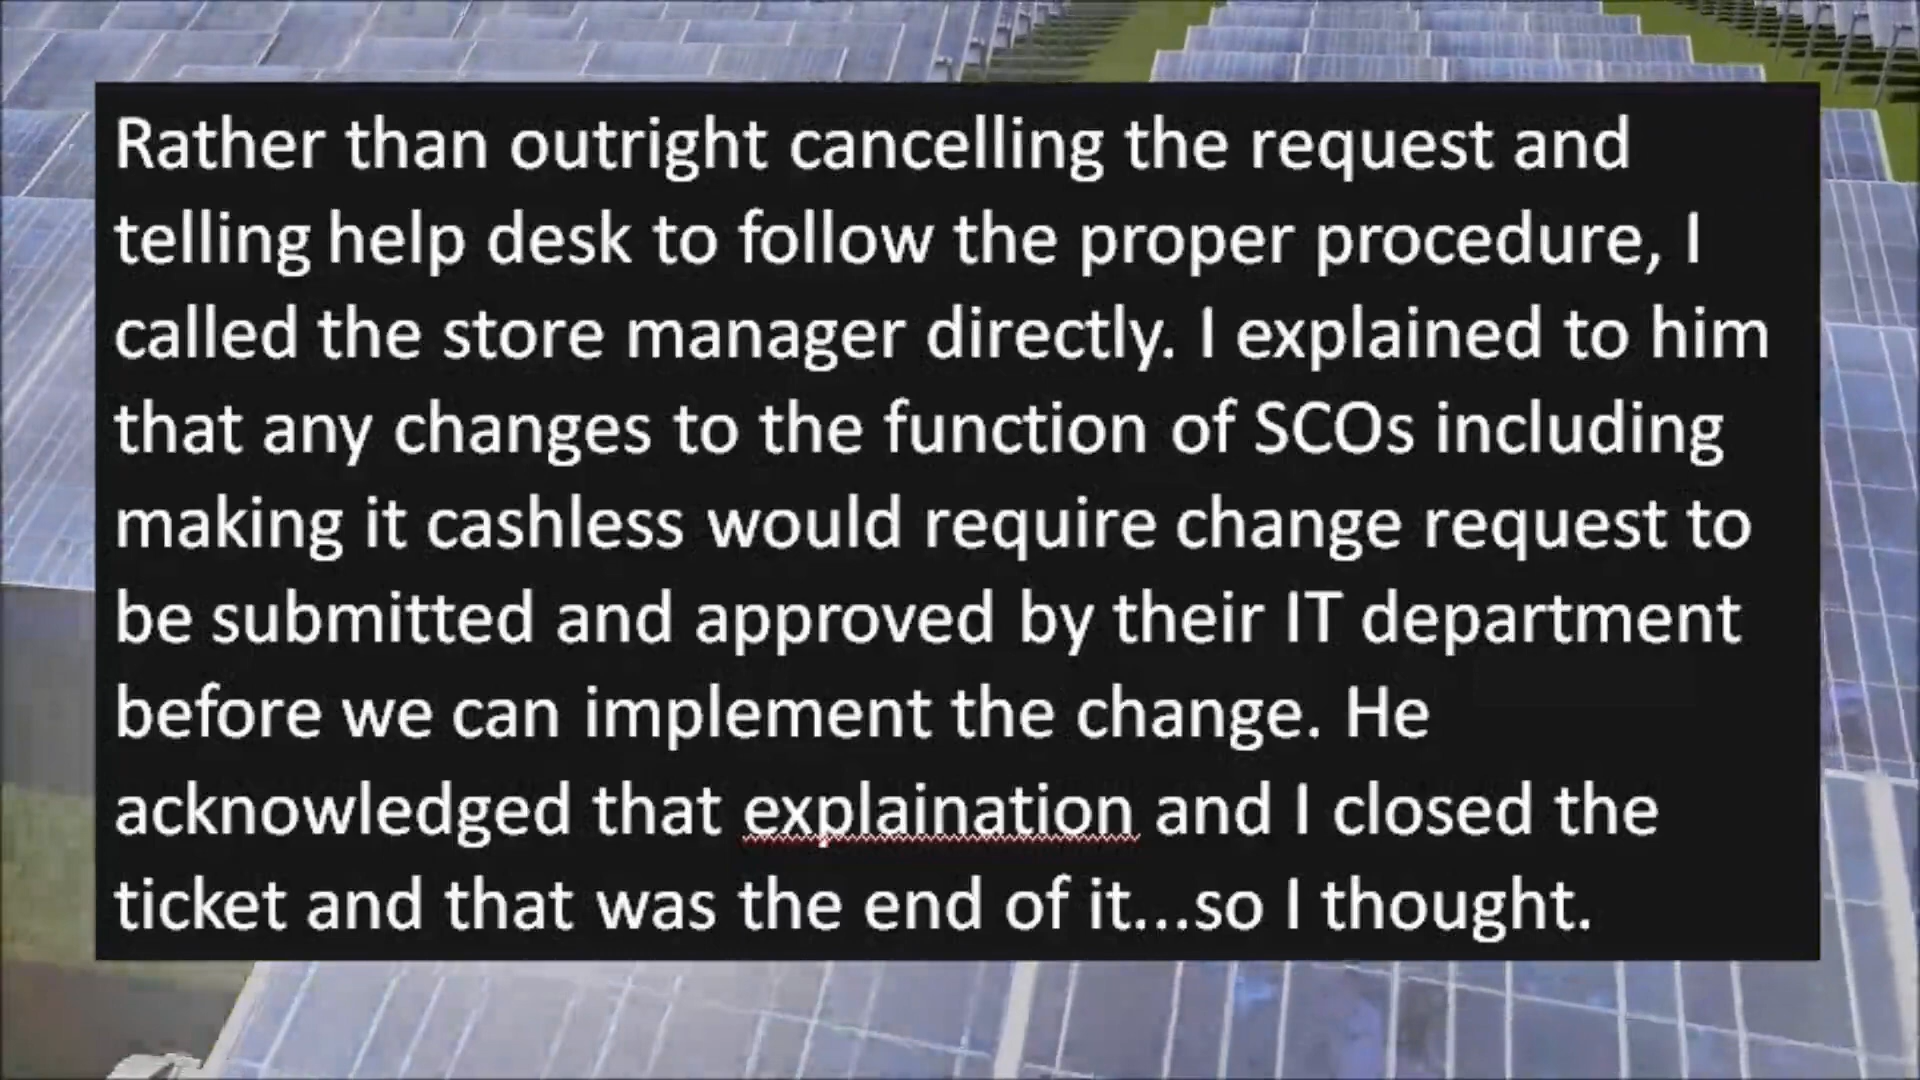 Rather than outright cancelling the request and
telling help desk to follow the proper procedure, I
called the store manager directly. I explained to him
that any changes to the function of SCOs including
making it cashless would require change request to
be submitted and approved by their IT department
before we can implement the change. He
acknowledged that explaination and I closed the
ticket and that was the end of it...so I thought.